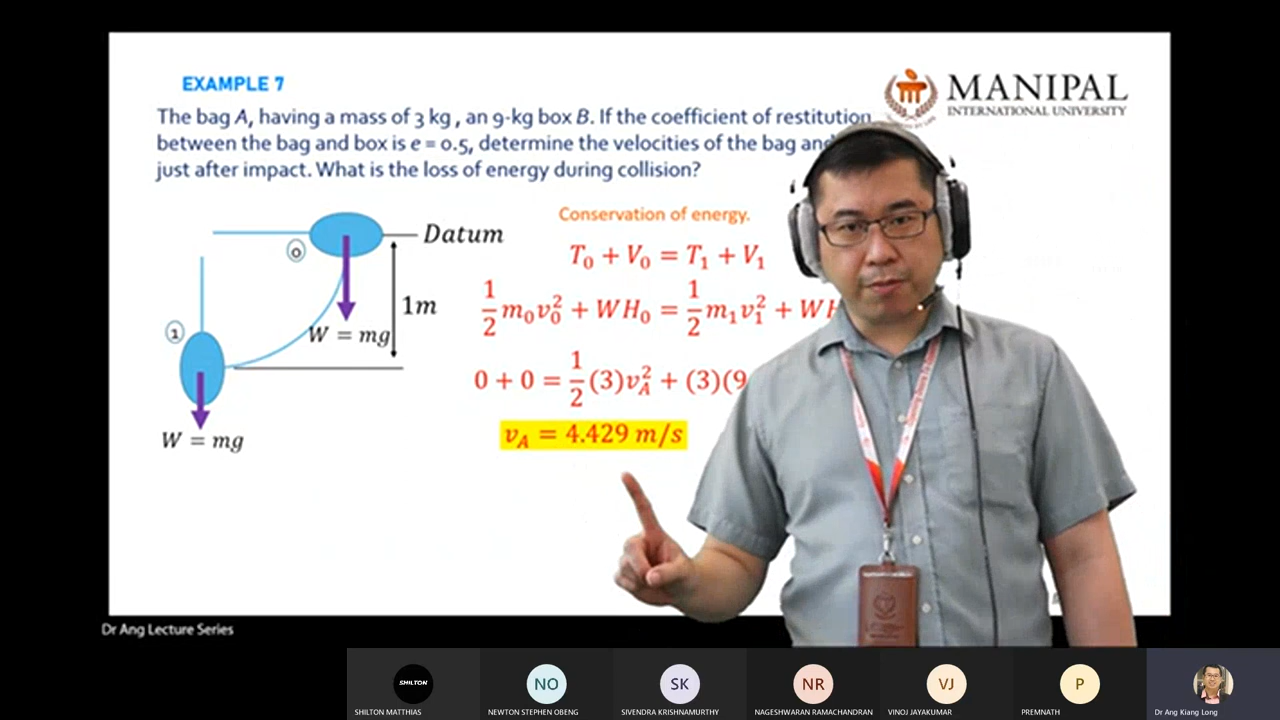 EXAMPLE 7
MANIPAL
INTERNATIONAL UNIVERSITY
The bag A, having a mass of 3 kg , an 9-kg box B. If the coefficient of restitution
between the bag and box is e = 0.5, determine the velocities of the bag and
just after impact. What is the loss of energy during collision?
Conservation of energy.
0
Datum
T₀ + V₀ = T₁ + V₁
1/2 m₀v₀² + WH₀ = 1/2 m₁v₁² + WH
1m
W = mg
1
0 + 0 = 1/2 (3)v_A² + (3)(9
v_A = 4.429 m/s
W = mg
Dr Ang Lecture Series
SHILTON
NO
SK
NR
VJ
P
SHILTON MATTHIAS
NEWTON STEPHEN OBENG
SIVENDRA KRISHNAMURTHY
NAGESHWARAN RAMACHANDRAN
VINOJ JAYAKUMAR
PREMNATH
Dr Ang Kiang Long